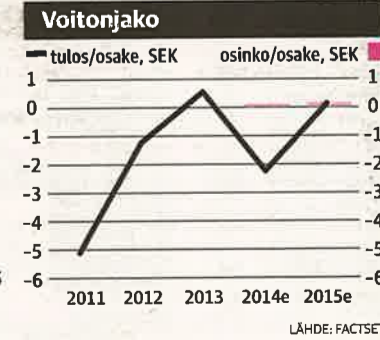 Voitonjako
tulos/osake, SEK osinko/osake, SEK
1 1
0 0
-1 -1
-2 -2
-3 -3
-4 -4
-5 -5
-6 -6
2011 2012 2013 2014e 2015e
LÄHDE: FACTSET